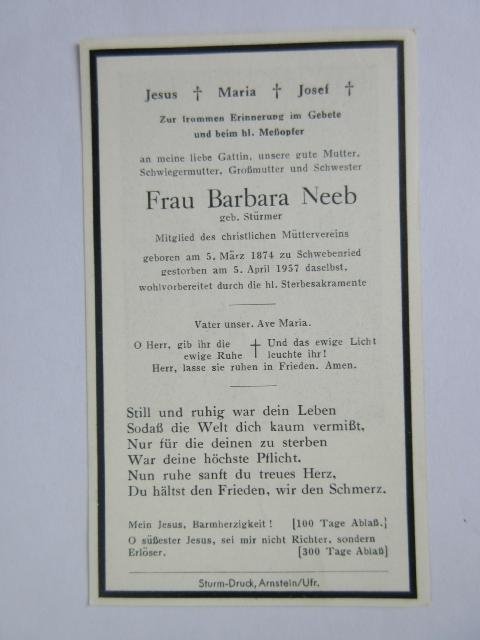 Jesus † Maria † Josef †
Zur frommen Erinnerung im Gebete
und beim hl. Meßopfer
an meine liebe Gattin, unsere gute Mutter,
Schwiegermutter, Großmutter und Schwester
Frau Barbara Neeb
geb. Stürmer
Mitglied des christlichen Müttervereins
geboren am 5. März 1874 zu Schwebenried
gestorben am 5. April 1957 daselbst,
wohlvorbereitet durch die hl. Sterbesakramente
Vater unser. Ave Maria.
O Herr, gib ihr die † Und das ewige Licht
ewige Ruhe leuchte ihr!
Herr, lasse sie ruhen in Frieden. Amen.
Still und ruhig war dein Leben
Sodaß die Welt dich kaum vermißt,
Nur für die deinen zu sterben
War deine höchste Pflicht.
Nun ruhe sanft du treues Herz,
Du hältst den Frieden, wir den Schmerz.
Mein Jesus, Barmherzigkeit ! [100 Tage Ablaß.}
O süßester Jesus, sei mir nicht Richter, sondern
Erlöser. [300 Tage Ablaß]
Sturm-Druck, Arnstein/Ufr.